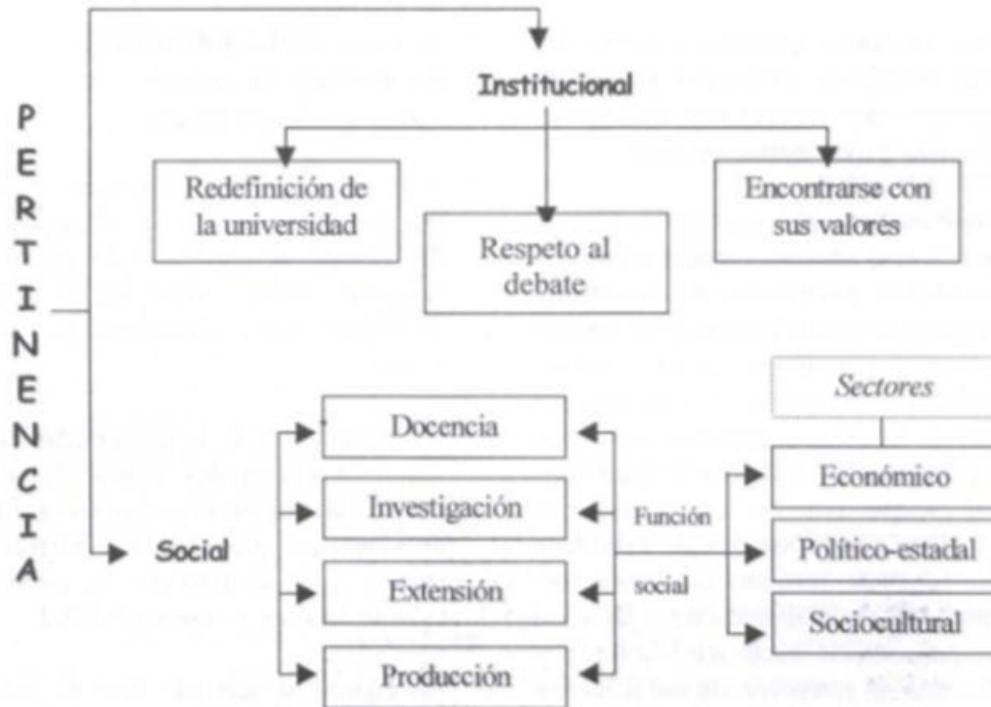 PERTINENCIA
Institucional
Redefinición de
la universidad
Respeto al
debate
Encontrarse con
sus valores
Social
Docencia
Investigación
Extensión
Producción
Función
social
Sectores
Económico
Político-estadal
Sociocultural